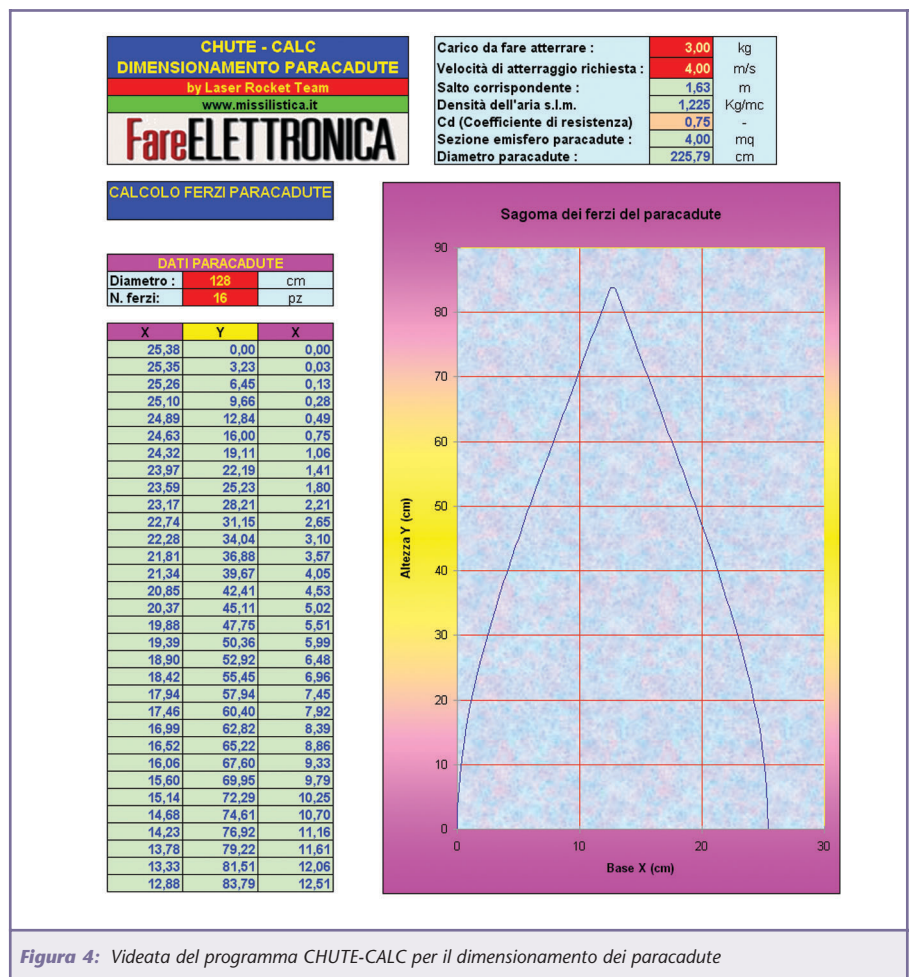 CHUTE - CALC
DIMENSIONAMENTO PARACADUTE
by Laser Rocket Team
www.missilistica.it
FareELETTRONICA
Carico da fare atterrare : 3,00 kg
Velocità di atterraggio richiesta : 4,00 m/s
Salto corrispondente : 1,63 m
Densità dell'aria s.l.m. 1,225 Kg/mc
Cd (Coefficiente di resistenza) 0,75 -
Sezione emisfero paracadute : 4,00 mq
Diametro paracadute : 225,79 cm
CALCOLO FERZI PARACADUTE
DATI PARACADUTE
Diametro : 128 cm
N. ferzi: 16 pz
X Y X
25,38 0,00 0,00
25,35 3,23 0,03
25,26 6,45 0,13
25,10 9,66 0,28
24,89 12,84 0,49
24,63 16,00 0,75
24,32 19,11 1,06
23,97 22,19 1,41
23,59 25,23 1,80
23,17 28,21 2,21
22,74 31,15 2,65
22,28 34,04 3,10
21,81 36,88 3,57
21,34 39,67 4,05
20,85 42,41 4,53
20,37 45,11 5,02
19,88 47,75 5,51
19,39 50,36 5,99
18,90 52,92 6,48
18,42 55,45 6,96
17,94 57,94 7,45
17,46 60,40 7,92
16,99 62,82 8,39
16,52 65,22 8,86
16,06 67,60 9,33
15,60 69,95 9,79
15,14 72,29 10,25
14,68 74,61 10,70
14,23 76,92 11,16
13,78 79,22 11,61
13,33 81,51 12,06
12,88 83,79 12,51
Sagoma dei ferzi del paracadute
Altezza Y (cm)
90
80
70
60
50
40
30
20
10
0
0 10 20 30
Base X (cm)
Figura 4: Videata del programma CHUTE-CALC per il dimensionamento dei paracadute